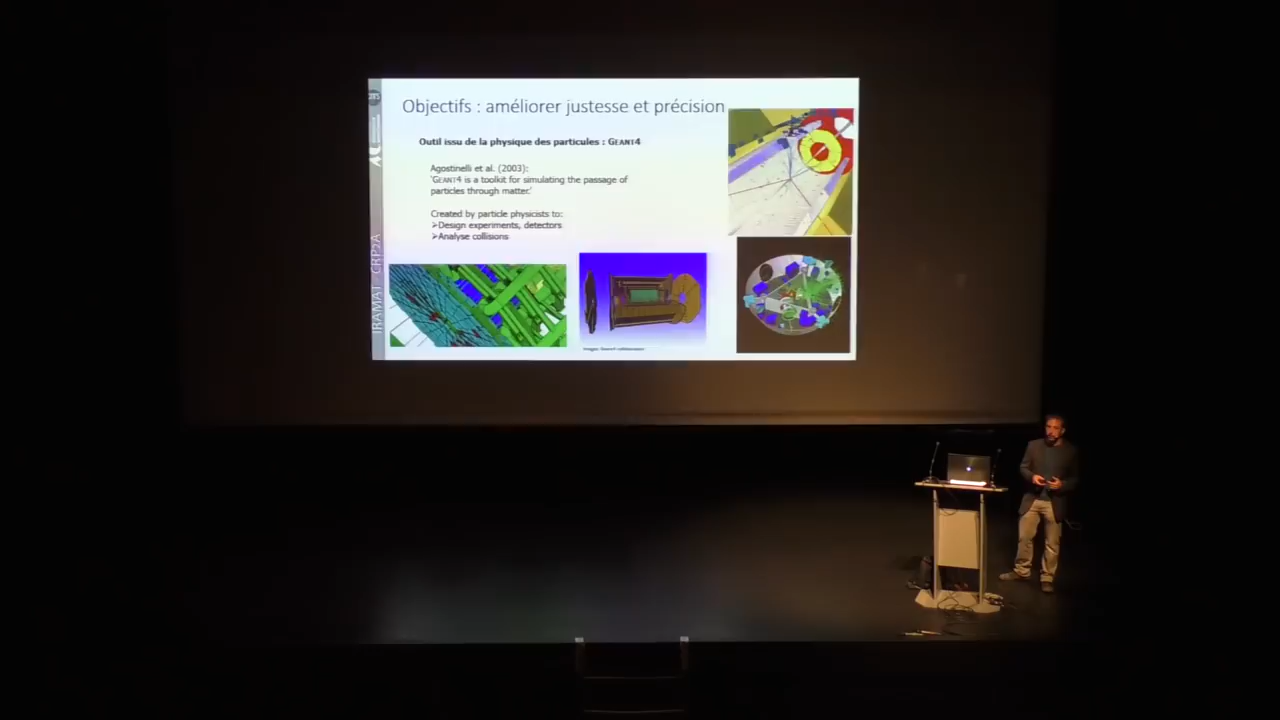 Objectifs : améliorer justesse et précision
Outil issu de la physique des particules : GEANT4
Agostinelli et al. (2003):
'GEANT4 is a toolkit for simulating the passage of
particles through matter.'
Created by particle physicists to:
➢Design experiments, detectors
➢Analyse collisions
IRAMAT - CRP2A